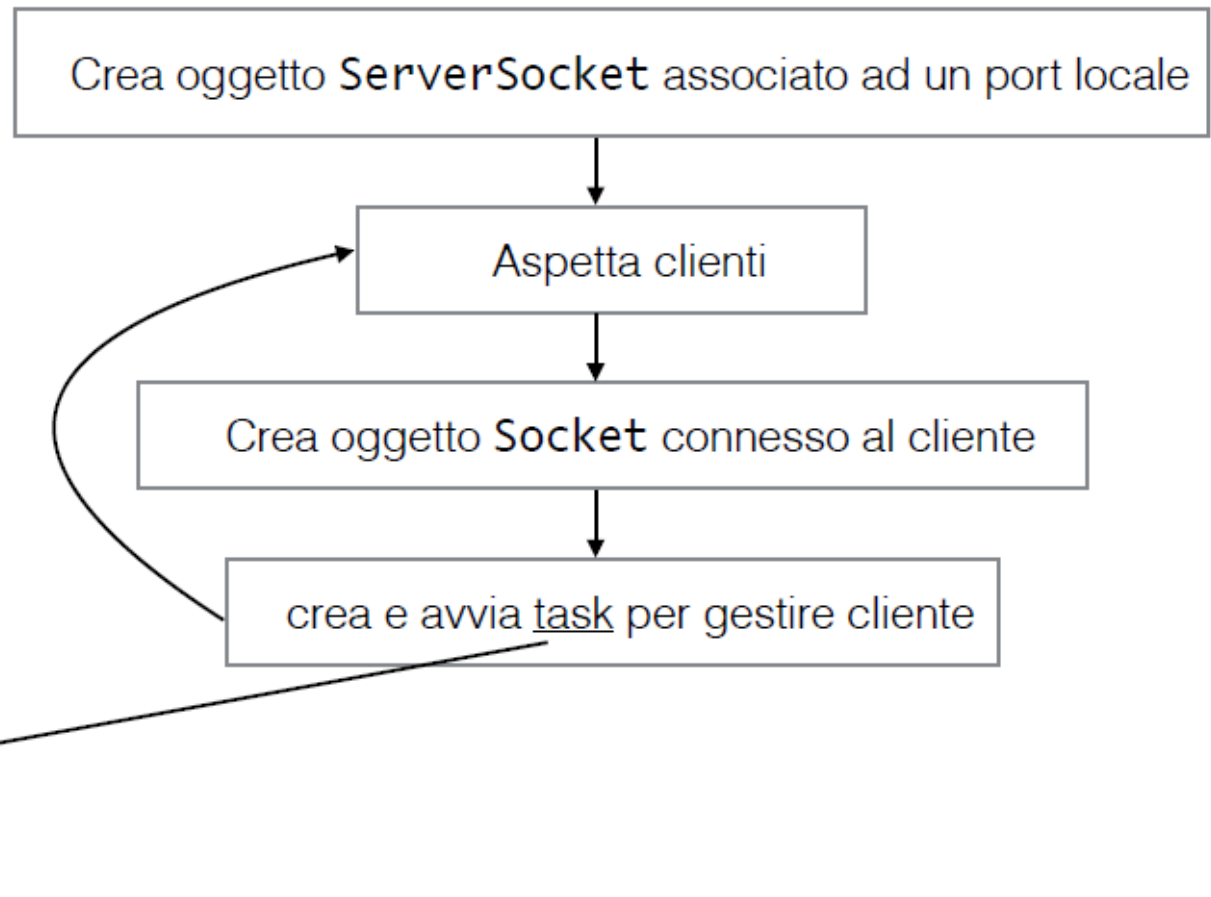 Crea oggetto ServerSocket associato ad un port locale
Aspetta clienti
Crea oggetto Socket connesso al cliente
crea e avvia task per gestire cliente